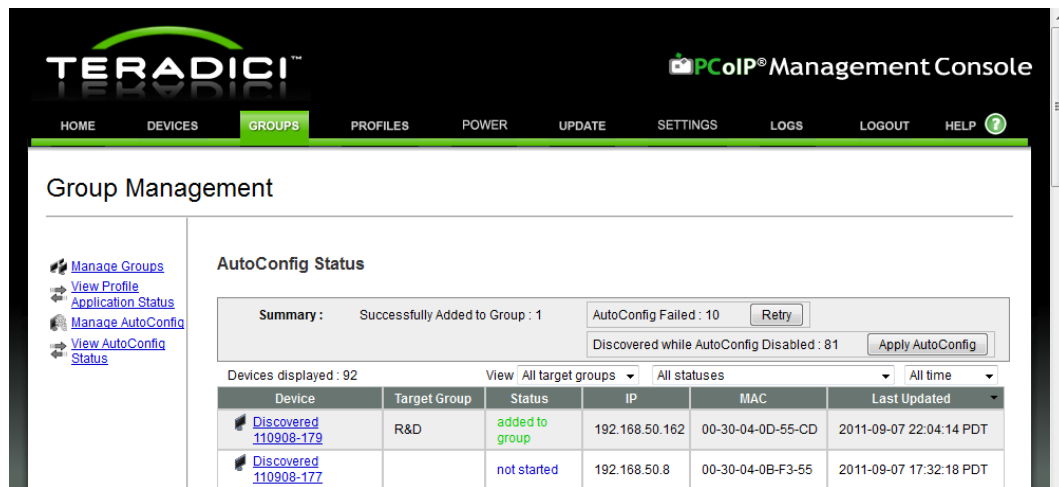 TERADICI™
PCoIP® Management Console
HOME DEVICES GROUPS PROFILES POWER UPDATE SETTINGS LOGS LOGOUT HELP ?
Group Management
Manage Groups
View Profile
Application Status
Manage AutoConfig
View AutoConfig
Status
AutoConfig Status
Summary : Successfully Added to Group : 1 AutoConfig Failed : 10 Retry
Discovered while AutoConfig Disabled : 81 Apply AutoConfig
Devices displayed : 92 View All target groups All statuses All time
Device Target Group Status IP MAC Last Updated
Discovered
110908-179 R&D added to
group 192.168.50.162 00-30-04-0D-55-CD 2011-09-07 22:04:14 PDT
Discovered
110908-177 not started 192.168.50.8 00-30-04-0B-F3-55 2011-09-07 17:32:18 PDT